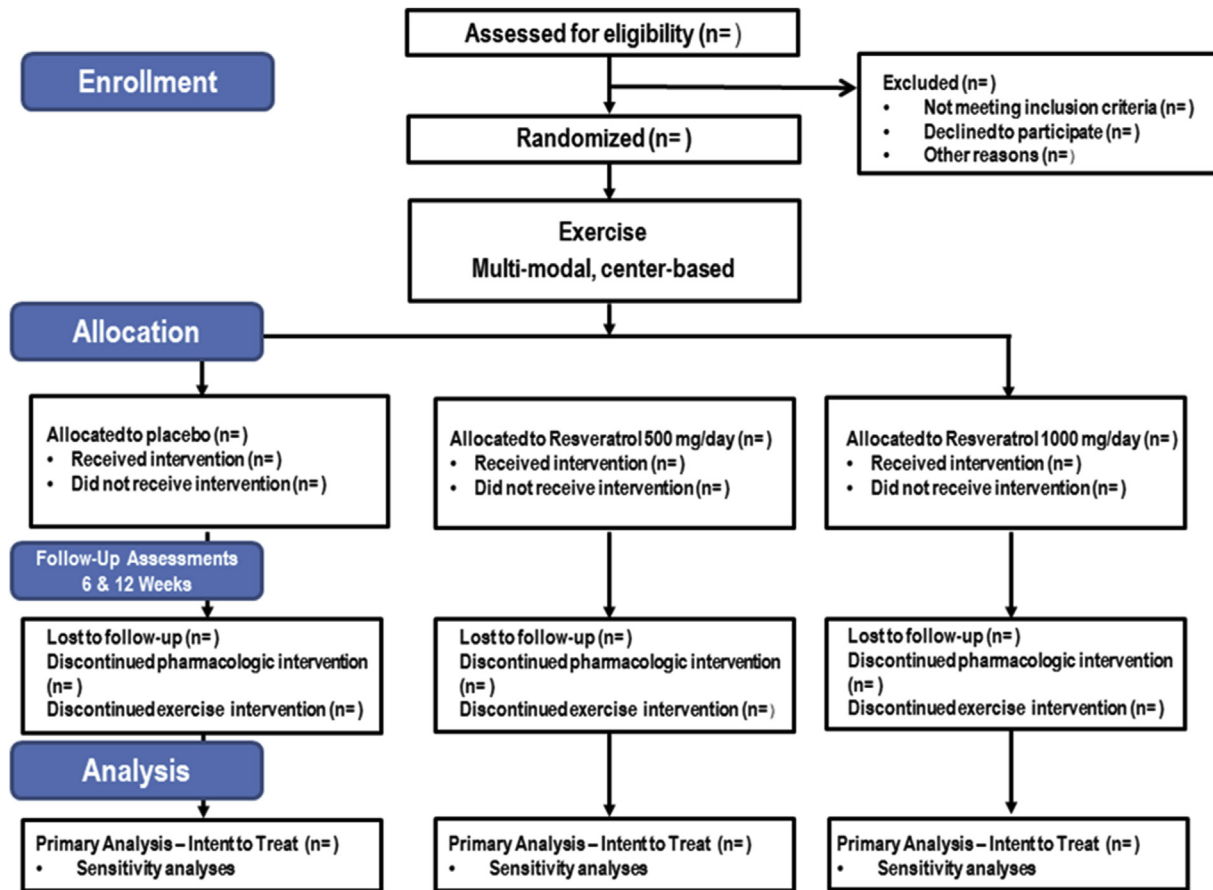 Assessed for eligibility (n= )
Enrollment
Excluded (n= )
• Not meeting inclusion criteria (n= )
• Declined to participate (n= )
• Other reasons (n= )
Randomized (n= )
Exercise
Multi-modal, center-based
Allocation
Allocated to placebo (n= )
• Received intervention (n= )
• Did not receive intervention (n= )
Allocated to Resveratrol 500 mg/day (n= )
• Received intervention (n= )
• Did not receive intervention (n= )
Allocated to Resveratrol 1000 mg/day (n= )
• Received intervention (n= )
• Did not receive intervention (n= )
Follow-Up Assessments
6 & 12 Weeks
Lost to follow-up (n= )
Discontinued pharmacologic intervention
(n= )
Discontinued exercise intervention (n= )
Lost to follow-up (n= )
Discontinued pharmacologic intervention
(n= )
Discontinued exercise intervention (n= )
Lost to follow-up (n= )
Discontinued pharmacologic intervention
(n= )
Discontinued exercise intervention (n= )
Analysis
Primary Analysis – Intent to Treat (n= )
• Sensitivity analyses
Primary Analysis – Intent to Treat (n= )
• Sensitivity analyses
Primary Analysis – Intent to Treat (n= )
• Sensitivity analyses